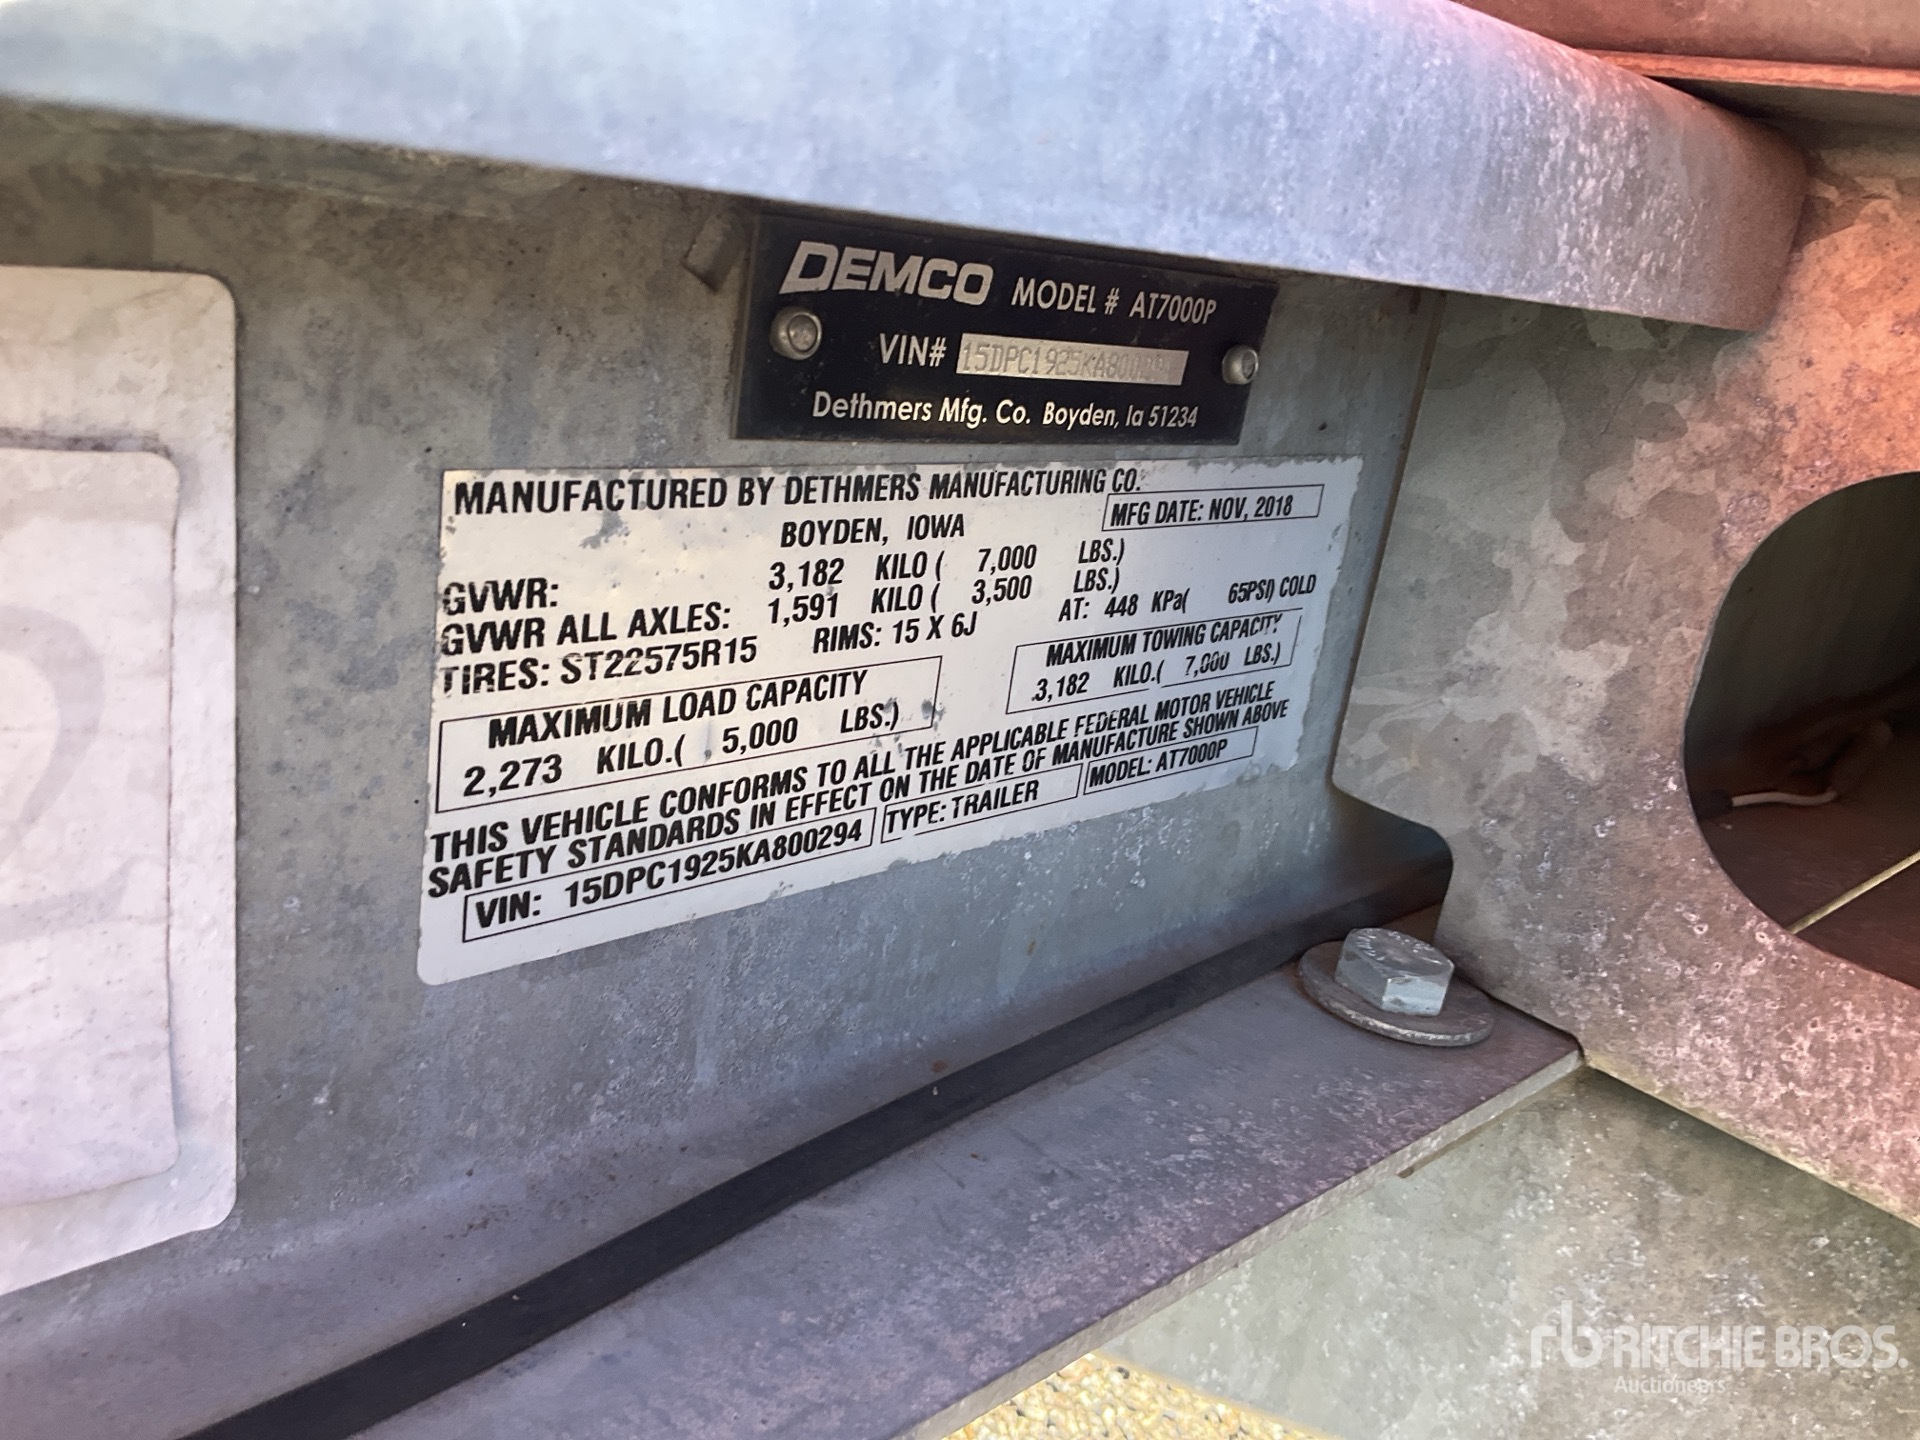 DEMCO MODEL # AT7000P
VIN# 15DPC1925KA800294
Dethmers Mfg. Co. Boyden, Ia 51234
MANUFACTURED BY DETHMERS MANUFACTURING CO.
BOYDEN, IOWA MFG DATE: NOV, 2018
GVWR: 3,182 KILO ( 7,000 LBS.)
GVWR ALL AXLES: 1,591 KILO ( 3,500 LBS.)
TIRES: ST22575R15 RIMS: 15 X 6J AT: 448 KPa( 65PSI) COLD
MAXIMUM LOAD CAPACITY
2,273 KILO.( 5,000 LBS.)
MAXIMUM TOWING CAPACITY
3,182 KILO.( 7,000 LBS.)
THIS VEHICLE CONFORMS TO ALL THE APPLICABLE FEDERAL MOTOR VEHICLE
SAFETY STANDARDS IN EFFECT ON THE DATE OF MANUFACTURE SHOWN ABOVE
VIN: 15DPC1925KA800294 TYPE: TRAILER MODEL: AT7000P
rb RITCHIE BROS.
Auctioneers